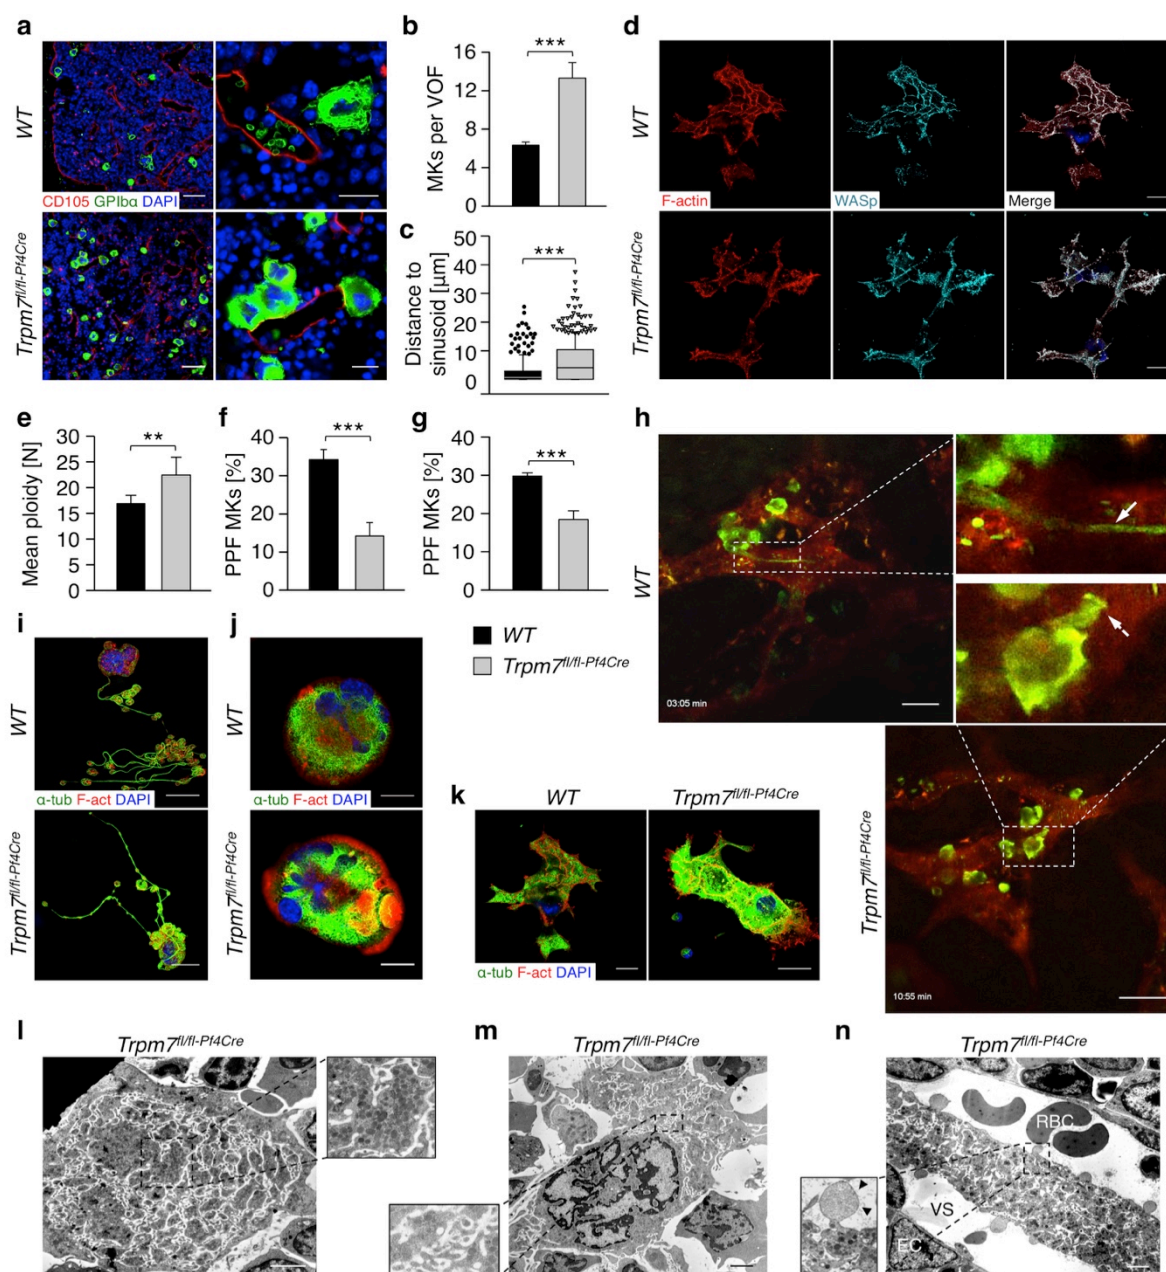 a
WT
CD105 GPIbα DAPI
Trpm7fl/fl-Pf4Cre
b
MKs per VOF
16
12
8
4
0
***
c
Distance to
sinusoid [µm]
50
40
30
20
10
0
***
d
WT
F-actin
WASp
Merge
Trpm7fl/fl-Pf4Cre
e
Mean ploidy [N]
30
25
20
15
10
5
0
**
f
PPF MKs [%]
40
30
20
10
0
***
g
PPF MKs [%]
40
30
20
10
0
***
WT
Trpm7fl/fl-Pf4Cre
h
WT
03:05 min
Trpm7fl/fl-Pf4Cre
10:55 min
i
WT
α-tub F-act DAPI
Trpm7fl/fl-Pf4Cre
j
WT
α-tub F-act DAPI
Trpm7fl/fl-Pf4Cre
k
WT
Trpm7fl/fl-Pf4Cre
α-tub F-act DAPI
l
Trpm7fl/fl-Pf4Cre
m
Trpm7fl/fl-Pf4Cre
n
Trpm7fl/fl-Pf4Cre
RBC
VS
EC